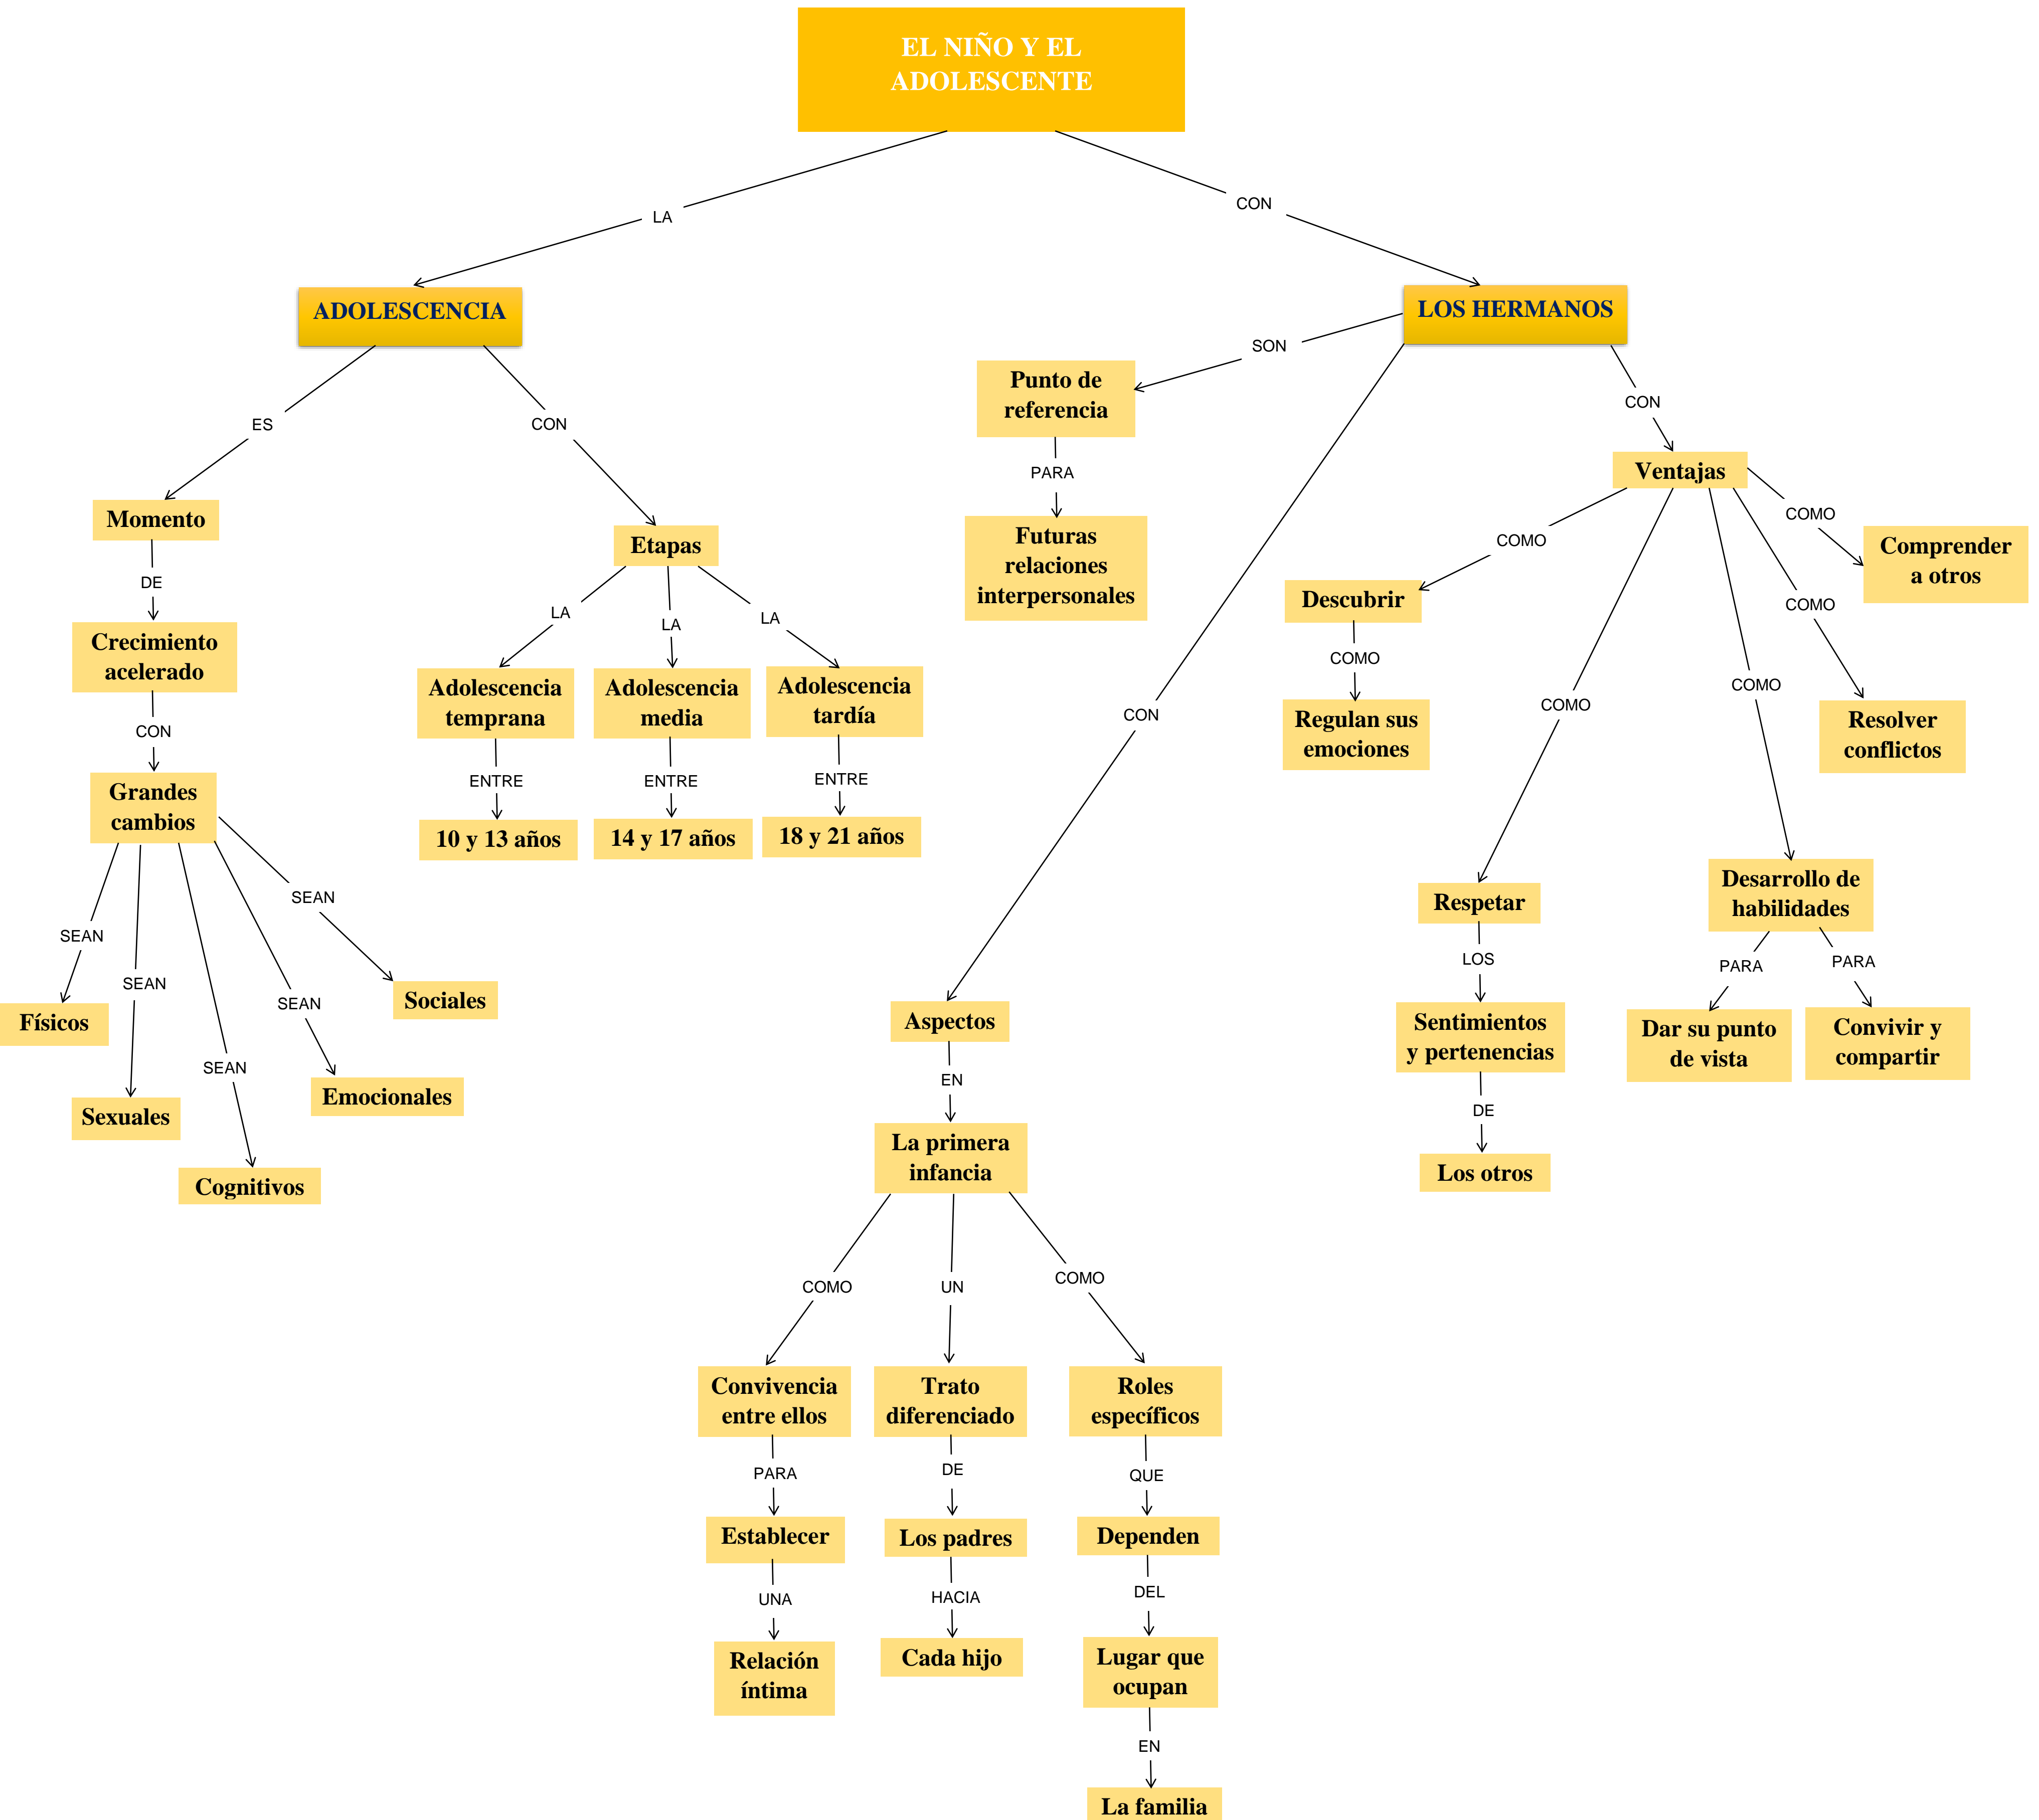 EL NIÑO Y EL
ADOLESCENTE
LA
CON
ADOLESCENCIA
ES
CON
Momento
DE
Crecimiento
acelerado
CON
Grandes
cambios
SEAN
SEAN
SEAN
SEAN
SEAN
Físicos
Sexuales
Cognitivos
Emocionales
Sociales
Etapas
LA
LA
LA
Adolescencia
temprana
ENTRE
10 y 13 años
Adolescencia
media
ENTRE
14 y 17 años
Adolescencia
tardía
ENTRE
18 y 21 años
LOS HERMANOS
SON
CON
CON
Punto de
referencia
PARA
Futuras
relaciones
interpersonales
Aspectos
EN
La primera
infancia
COMO
UN
COMO
Convivencia
entre ellos
PARA
Establecer
UNA
Relación
íntima
Trato
diferenciado
DE
Los padres
HACIA
Cada hijo
Roles
específicos
QUE
Dependen
DEL
Lugar que
ocupan
EN
La familia
Ventajas
COMO
COMO
COMO
COMO
COMO
Descubrir
COMO
Regulan sus
emociones
Respetar
LOS
Sentimientos
y pertenencias
DE
Los otros
Desarrollo de
habilidades
PARA
PARA
Dar su punto
de vista
Convivir y
compartir
Resolver
conflictos
Comprender
a otros